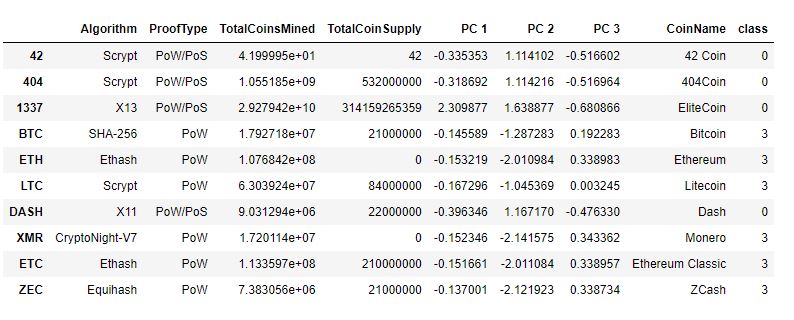 Algorithm ProofType TotalCoinsMined TotalCoinSupply PC 1 PC 2 PC 3 CoinName class
42 Scrypt PoW/PoS 4.199995e+01 42 -0.335353 1.114102 -0.516602 42 Coin 0
404 Scrypt PoW/PoS 1.055185e+09 532000000 -0.318692 1.114216 -0.516964 404Coin 0
1337 X13 PoW/PoS 2.927942e+10 314159265359 2.309877 1.638877 -0.680866 EliteCoin 0
BTC SHA-256 PoW 1.792718e+07 21000000 -0.145589 -1.287283 0.192283 Bitcoin 3
ETH Ethash PoW 1.076842e+08 0 -0.153219 -2.010984 0.338983 Ethereum 3
LTC Scrypt PoW 6.303924e+07 84000000 -0.167296 -1.045369 0.003245 Litecoin 3
DASH X11 PoW/PoS 9.031294e+06 22000000 -0.396346 1.167170 -0.476330 Dash 0
XMR CryptoNight-V7 PoW 1.720114e+07 0 -0.152346 -2.141575 0.343362 Monero 3
ETC Ethash PoW 1.133597e+08 210000000 -0.151661 -2.011084 0.338957 Ethereum Classic 3
ZEC Equihash PoW 7.383056e+06 21000000 -0.137001 -2.121923 0.338734 ZCash 3